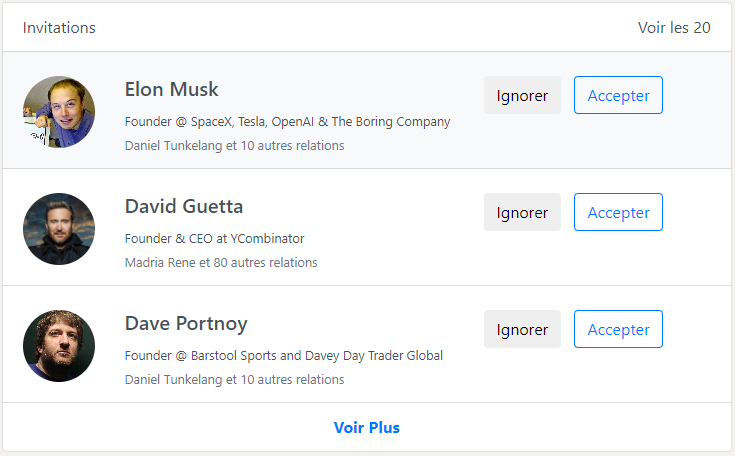 Invitations
Voir les 20
Elon Musk
Ignorer
Accepter
Founder @ SpaceX, Tesla, OpenAI & The Boring Company
Daniel Tunkelang et 10 autres relations
David Guetta
Ignorer
Accepter
Founder & CEO at YCombinator
Madria Rene et 80 autres relations
Dave Portnoy
Ignorer
Accepter
Founder @ Barstool Sports and Davey Day Trader Global
Daniel Tunkelang et 10 autres relations
Voir Plus